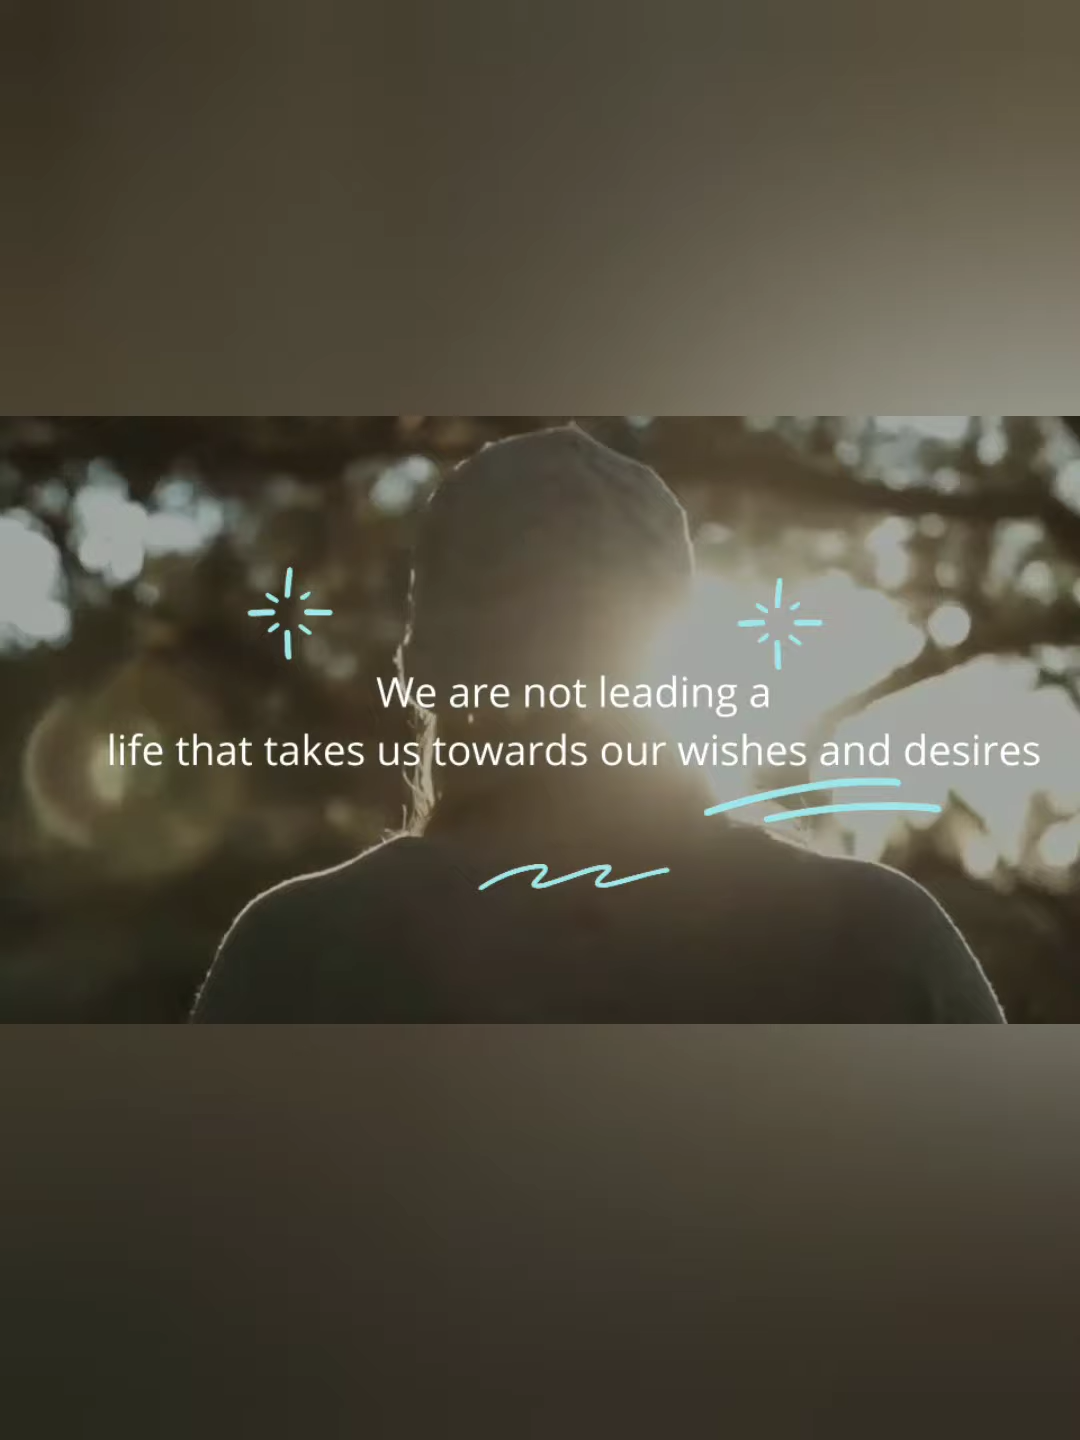 We are not leading a
life that takes us towards our wishes and desires